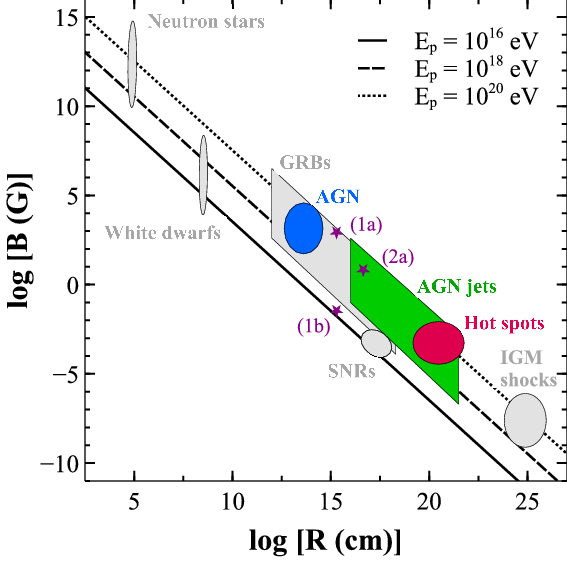 15
10
5
0
−5
−10
log [B (G)]
Neutron stars
E_p = 10^16 eV
E_p = 10^18 eV
E_p = 10^20 eV
GRBs
AGN
White dwarfs
(1a)
(2a)
AGN jets
(1b)
Hot spots
SNRs
IGM
shocks
5
10
15
20
25
log [R (cm)]